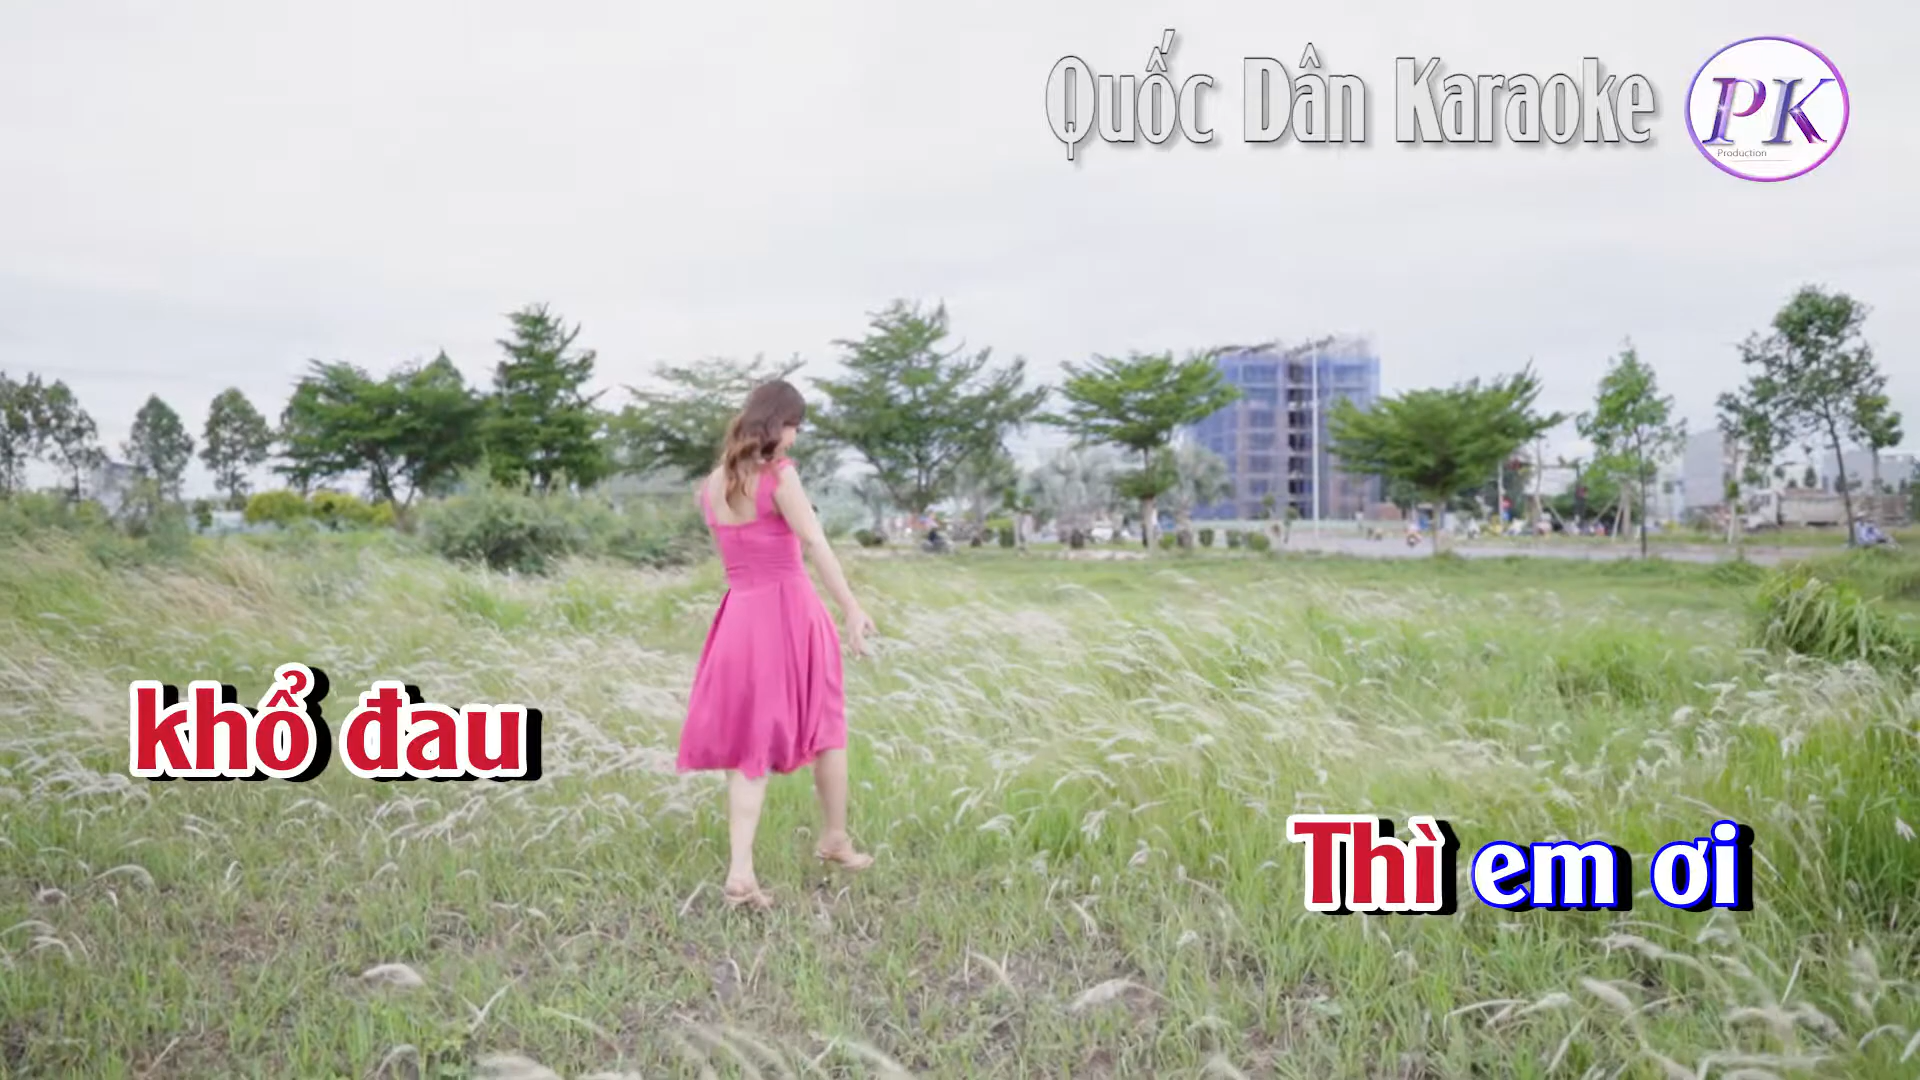 Quốc Dân Karaoke
PK
Production
khổ đau
Thì em ơi